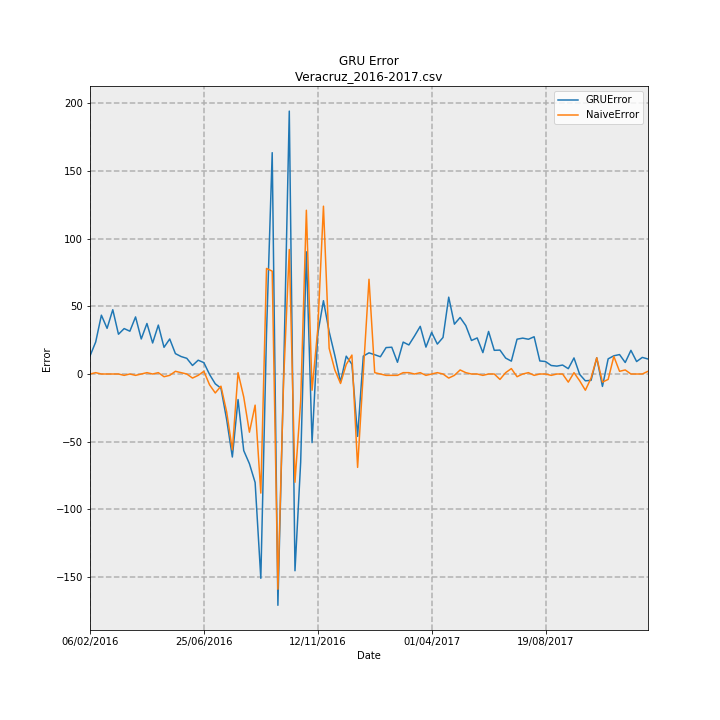 GRU Error
Veracruz_2016-2017.csv
GRUError
NaiveError
200
150
100
50
0
−50
−100
−150
Error
06/02/2016 25/06/2016 12/11/2016 01/04/2017 19/08/2017
Date